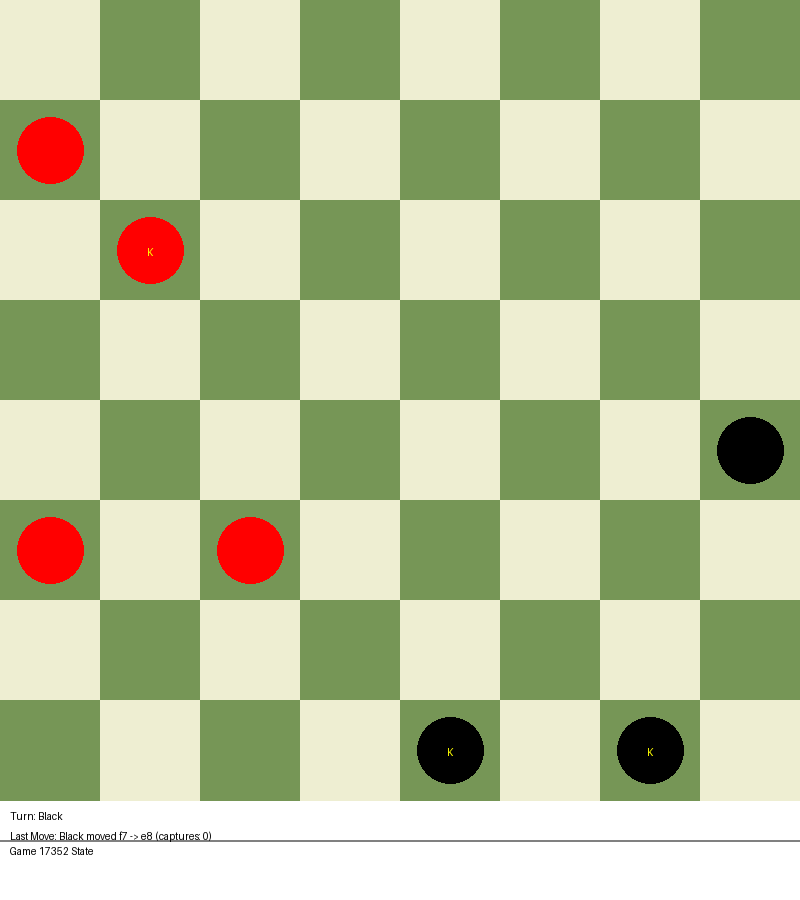 K
K
K
Turn: Black
Last Move: Black moved f7 -> e8 (captures: 0)
Game 17352 State